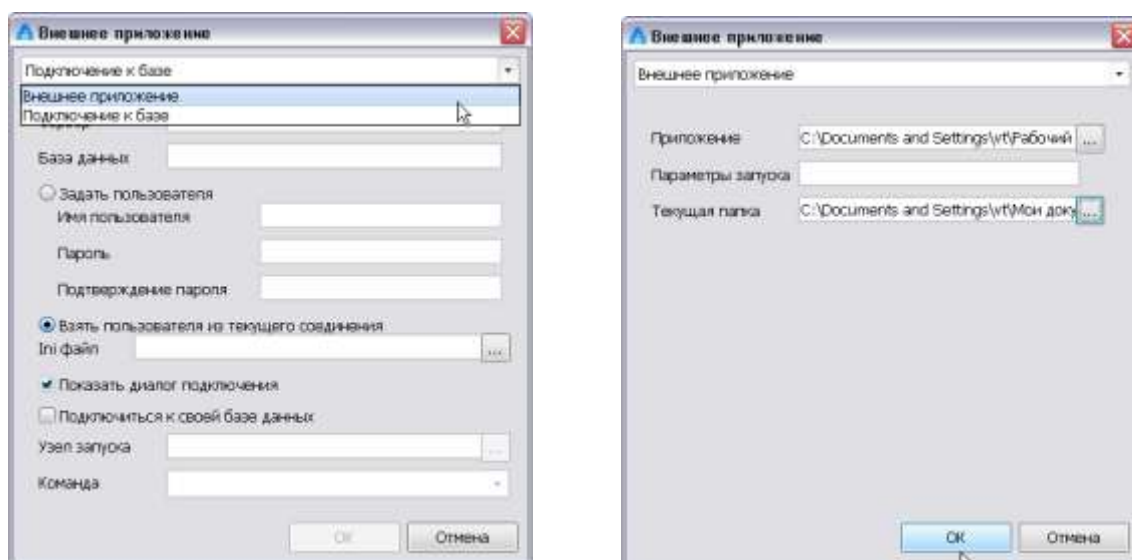 Внешнее приложение
Подключение к базе
Внешнее приложение
Подключение к базе
База данных
Задать пользователя
Имя пользователя
Пароль
Подтверждение пароля
Взять пользователя из текущего соединения
Ini файл
...
Показать диалог подключения
Подключиться к своей базе данных
Узел запуска
...
Команда
ОК
Отмена
Внешнее приложение
Внешнее приложение
Приложение
C:\Documents and Settings\vt\Рабочий
...
Параметры запуска
Текущая папка
C:\Documents and Settings\vt\Мои доку
...
ОК
Отмена